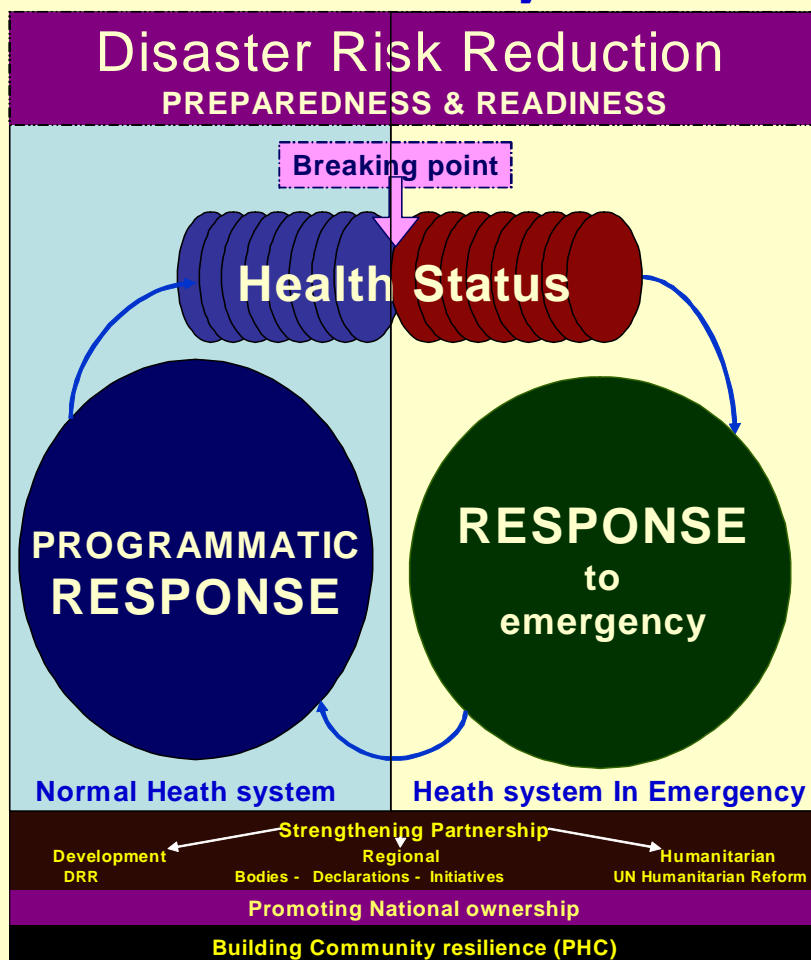 Disaster Risk Reduction
PREPAREDNESS & READINESS
Breaking point
Health Status
PROGRAMMATIC
RESPONSE
RESPONSE
to
emergency
Normal Heath system
Heath system In Emergency
Strengthening Partnership
Development
DRR
Regional
Bodies - Declarations - Initiatives
Humanitarian
UN Humanitarian Reform
Promoting National ownership
Building Community resilience (PHC)